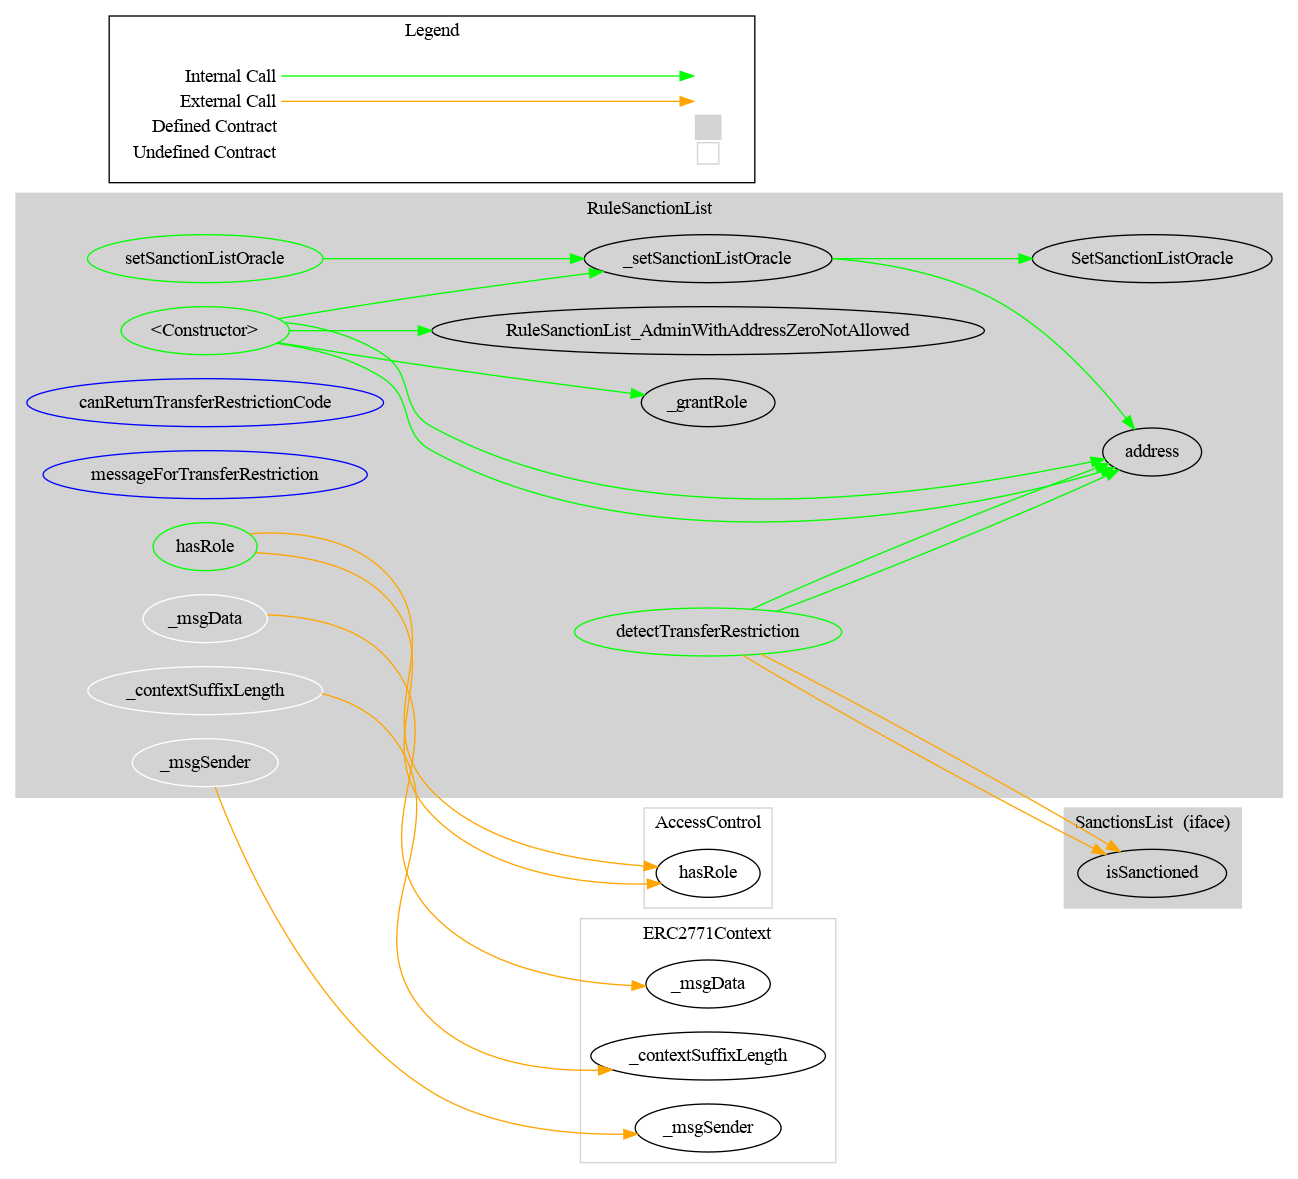 Legend
Internal Call
External Call
Defined Contract
Undefined Contract
RuleSanctionList
setSanctionListOracle
_setSanctionListOracle
SetSanctionListOracle
<Constructor>
RuleSanctionList_AdminWithAddressZeroNotAllowed
canReturnTransferRestrictionCode
_grantRole
address
messageForTransferRestriction
hasRole
_msgData
detectTransferRestriction
_contextSuffixLength
_msgSender
AccessControl
hasRole
SanctionsList (iface)
isSanctioned
ERC2771Context
_msgData
_contextSuffixLength
_msgSender